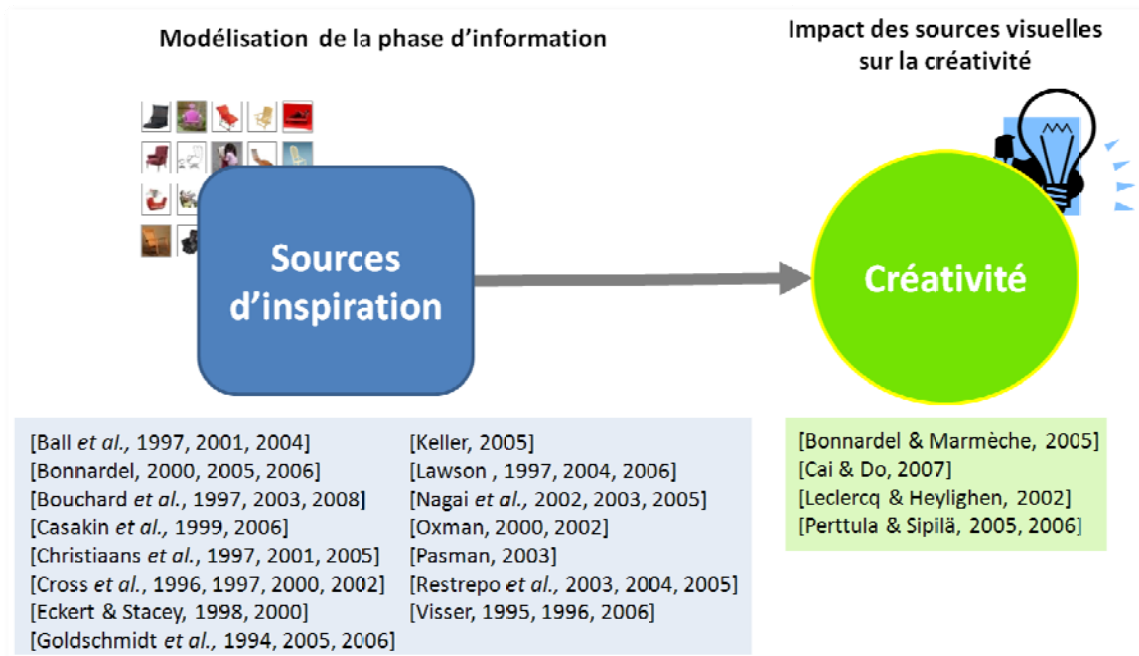 Modélisation de la phase d’information
Impact des sources visuelles
sur la créativité
Sources
d’inspiration
Créativité
[Ball et al., 1997, 2001, 2004]
[Bonnardel, 2000, 2005, 2006]
[Bouchard et al., 1997, 2003, 2008]
[Casakin et al., 1999, 2006]
[Christiaans et al., 1997, 2001, 2005]
[Cross et al., 1996, 1997, 2000, 2002]
[Eckert & Stacey, 1998, 2000]
[Goldschmidt et al., 1994, 2005, 2006]
[Keller, 2005]
[Lawson , 1997, 2004, 2006]
[Nagai et al., 2002, 2003, 2005]
[Oxman, 2000, 2002]
[Pasman, 2003]
[Restrepo et al., 2003, 2004, 2005]
[Visser, 1995, 1996, 2006]
[Bonnardel & Marmèche, 2005]
[Cai & Do, 2007]
[Leclercq & Heylighen, 2002]
[Perttula & Sipilä, 2005, 2006]